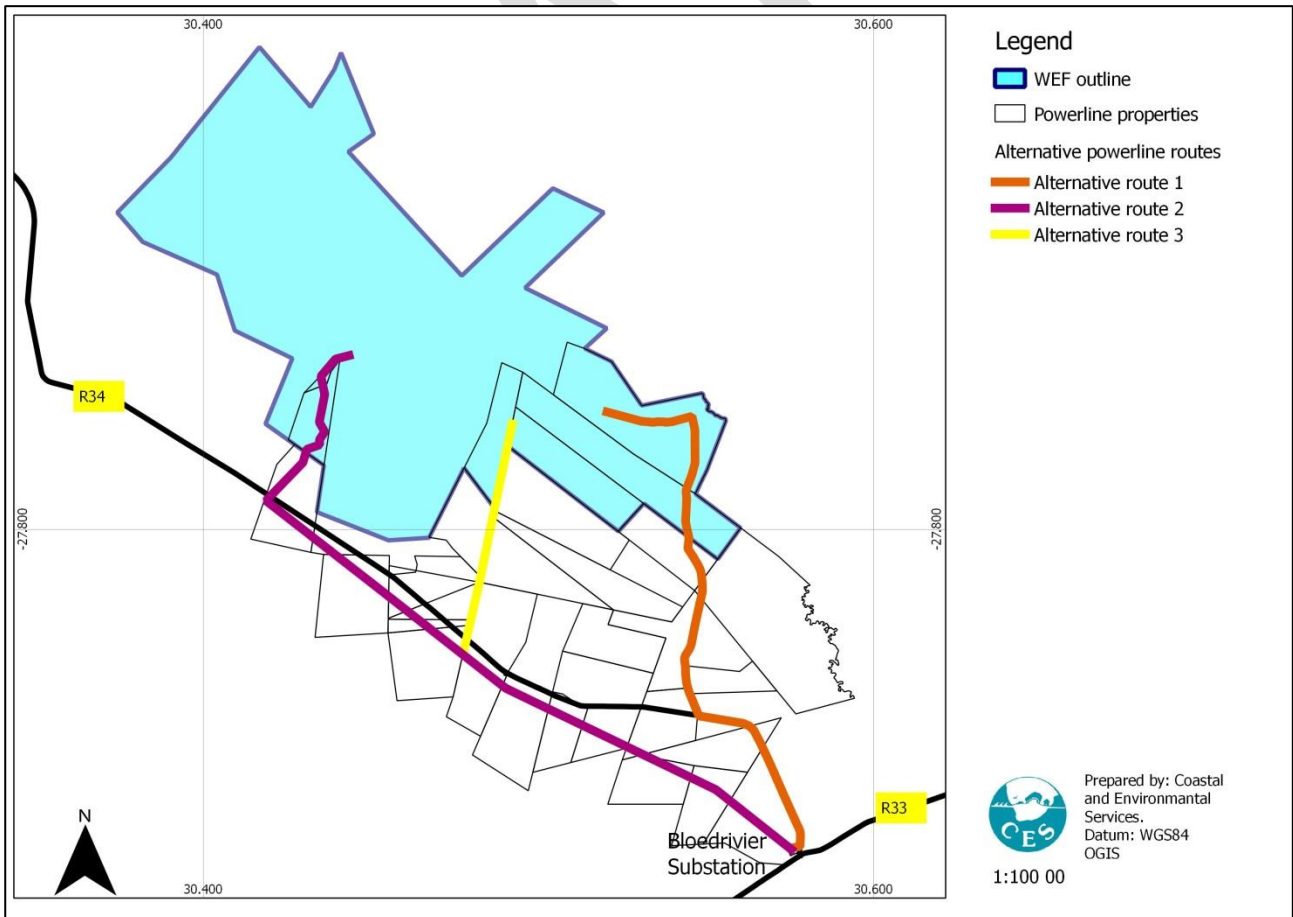 30.400
30.600
Legend
WEF outline
Powerline properties
Alternative powerline routes
Alternative route 1
Alternative route 2
Alternative route 3
R34
-27.800
-27.800
R33
Bloedrivier
Substation
N
CES
Prepared by: Coastal
and Environmantal
Services.
Datum: WGS84
OGIS
1:100 00
30.400
30.600